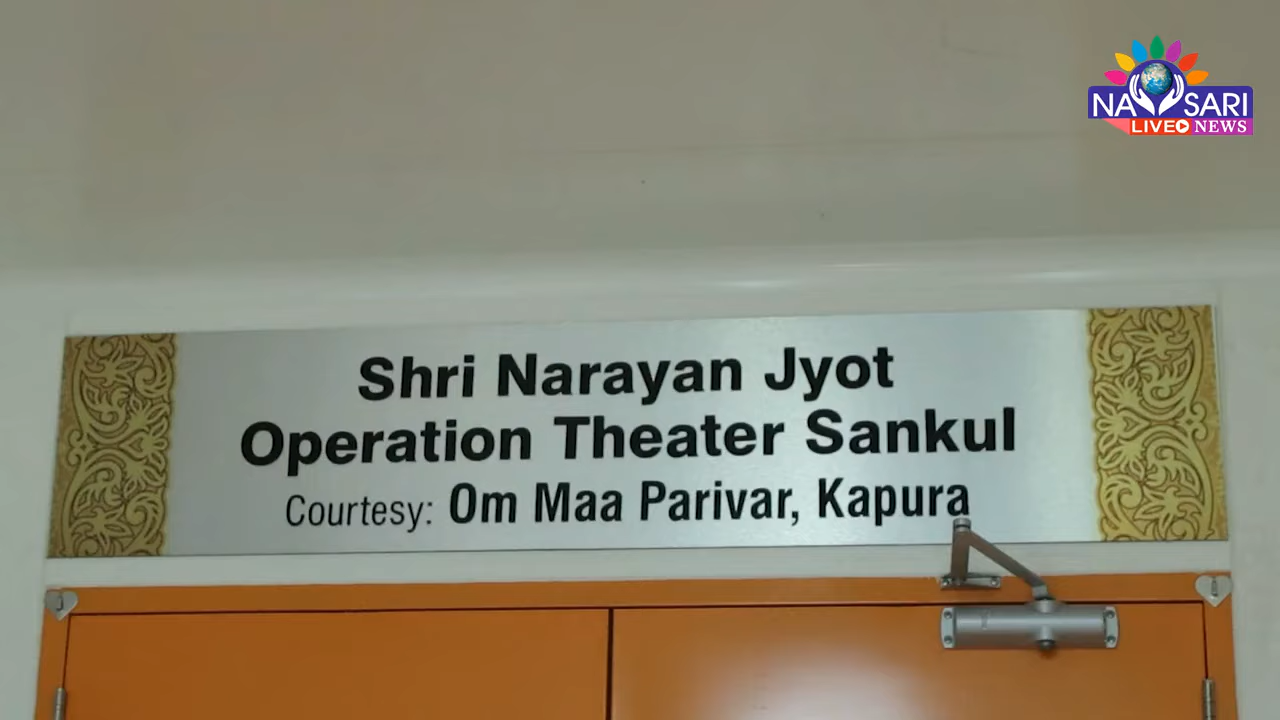 NAVSARI
LIVE NEWS
Shri Narayan Jyot
Operation Theater Sankul
Courtesy: Om Maa Parivar, Kapura